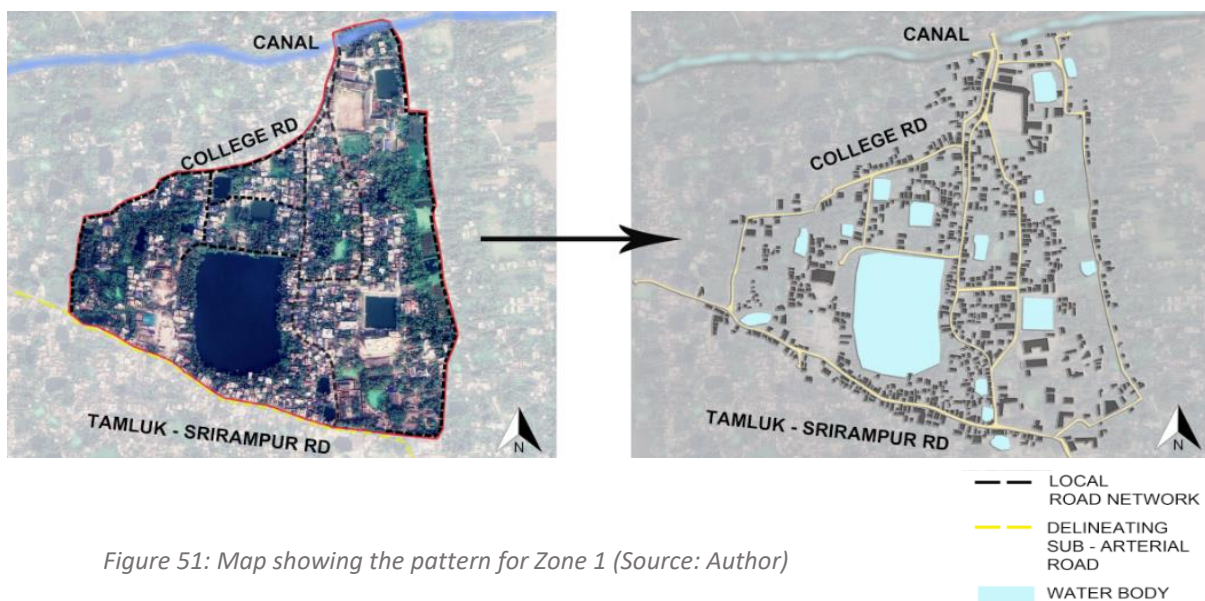 CANAL
COLLEGE RD
TAMLUK - SRIRAMPUR RD
N
CANAL
COLLEGE RD
TAMLUK - SRIRAMPUR RD
N
LOCAL
ROAD NETWORK
DELINEATING
SUB - ARTERIAL
ROAD
WATER BODY
Figure 51: Map showing the pattern for Zone 1 (Source: Author)